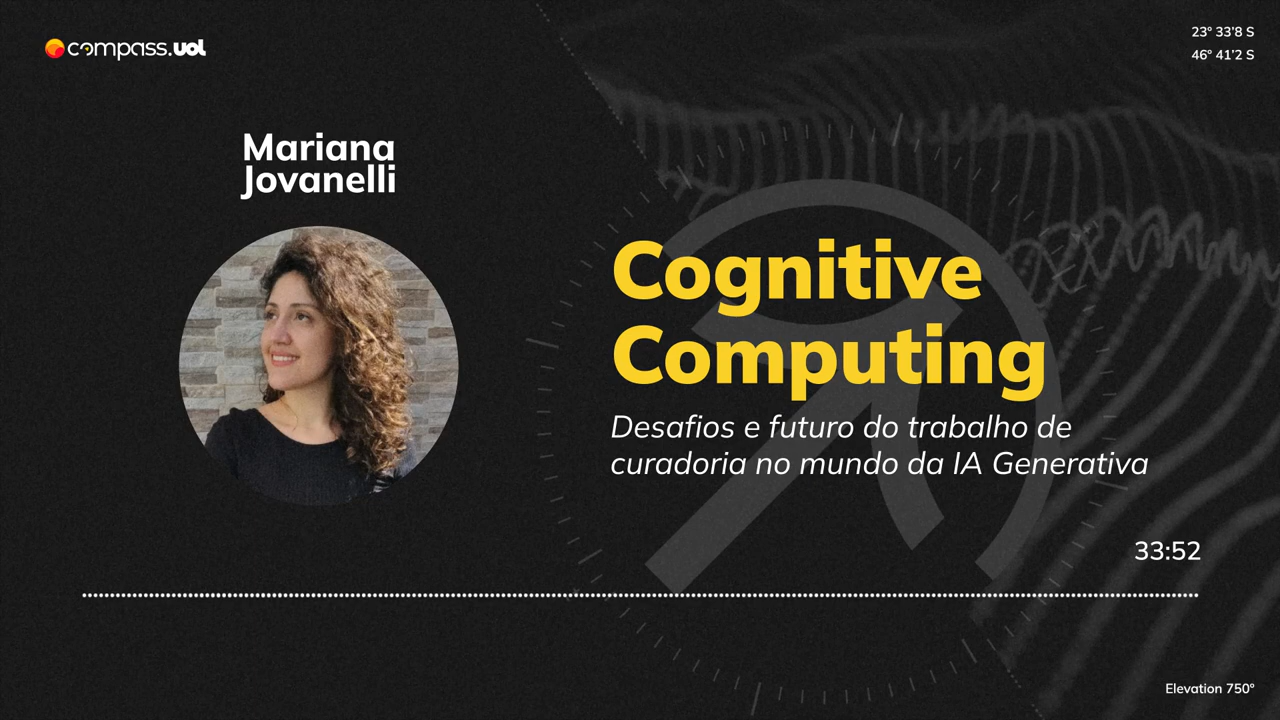 compass.uol
23° 33'8 S
46° 41'2 S
Mariana
Jovanelli
Cognitive
Computing
Desafios e futuro do trabalho de
curadoria no mundo da IA Generativa
33:52
Elevation 750°